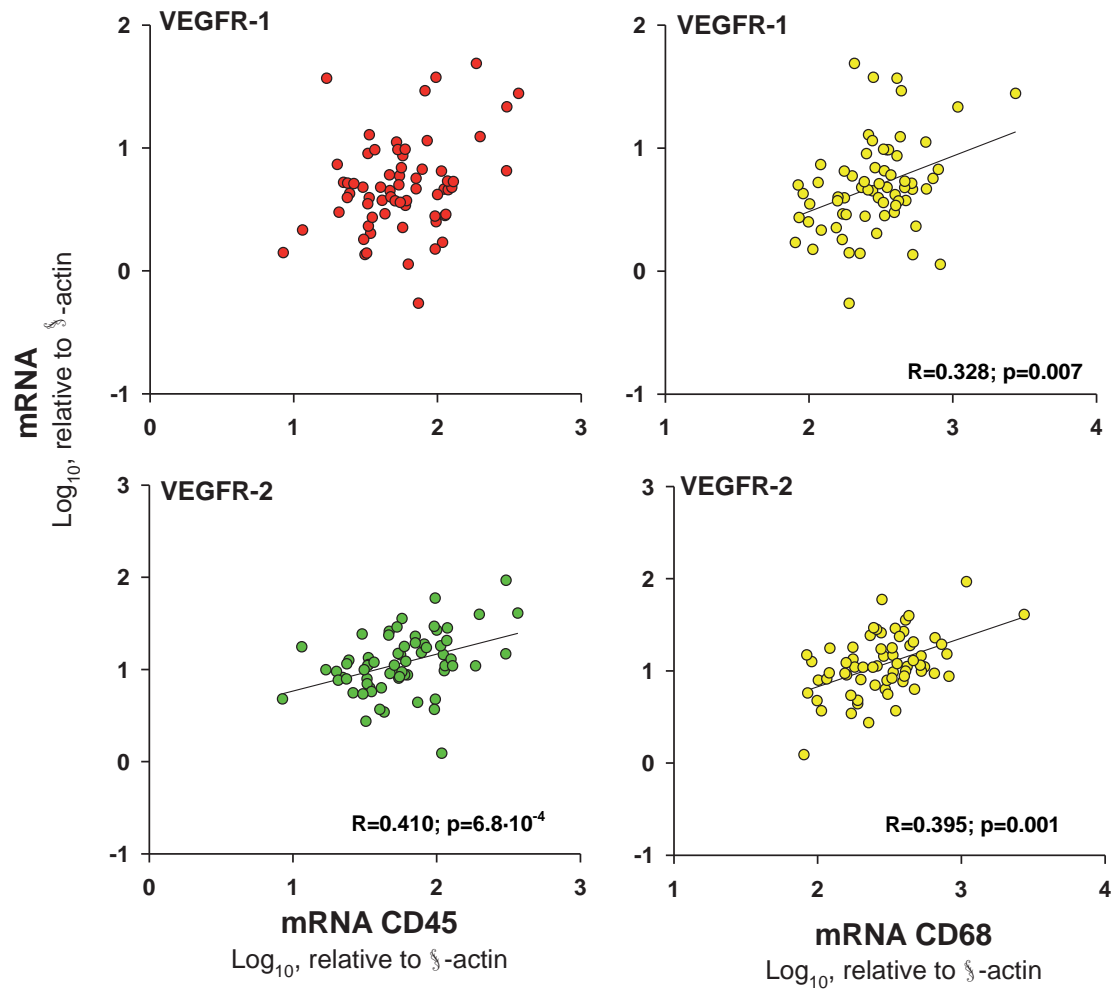 VEGFR-1
2
1
0
-1
0 1 2 3
VEGFR-1
2
1
0
-1
1 2 3 4
R=0.328; p=0.007
mRNA
Log₁₀, relative to §-actin
VEGFR-2
3
2
1
0
-1
0 1 2 3
R=0.410; p=6.8·10⁻⁴
mRNA CD45
Log₁₀, relative to §-actin
VEGFR-2
3
2
1
0
-1
1 2 3 4
R=0.395; p=0.001
mRNA CD68
Log₁₀, relative to §-actin